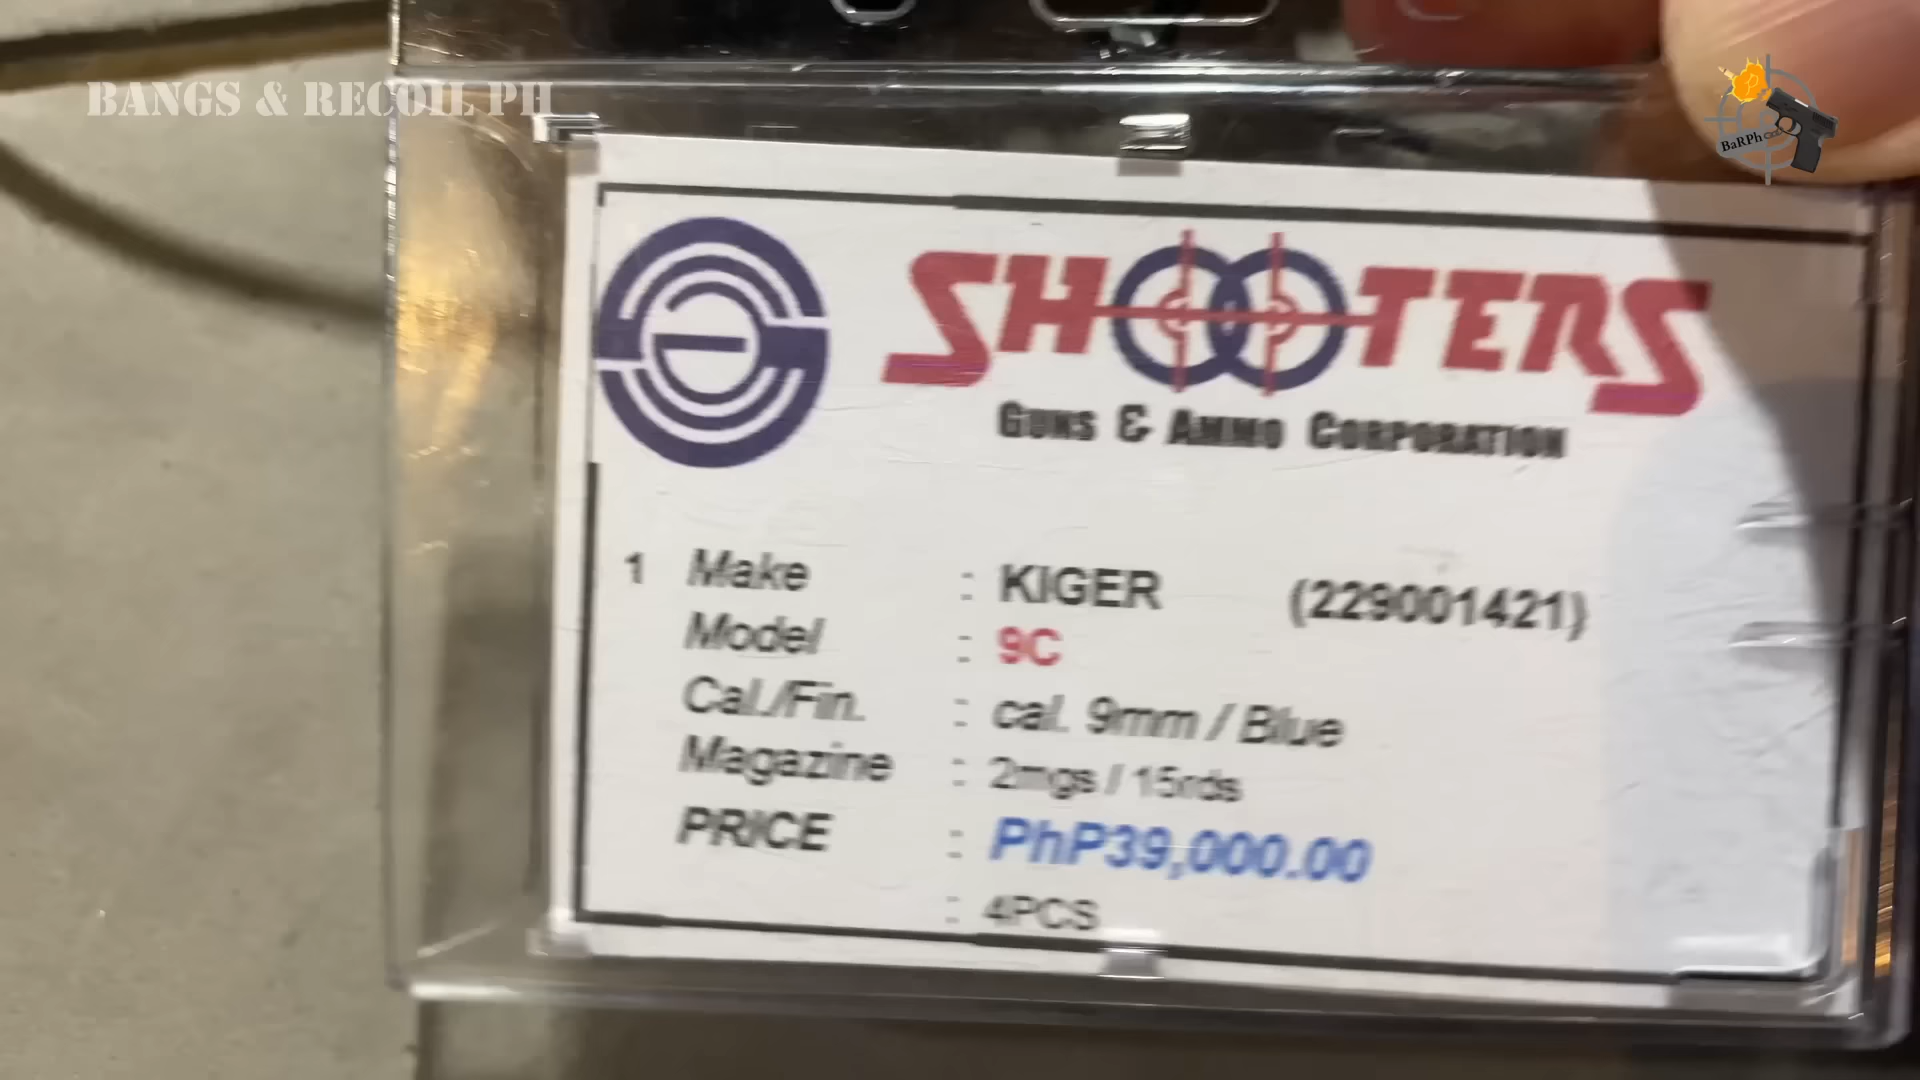 BANGS & RECOIL PH
BaRPh
SHOOTERS
GUNS & AMMO CORPORATION
1 Make : KIGER (229001421)
Model : 9C
Cal./Fin. : cal. 9mm / Blue
Magazine : 2mgs / 15rds
PRICE : PhP39,000.00
: 4PCS